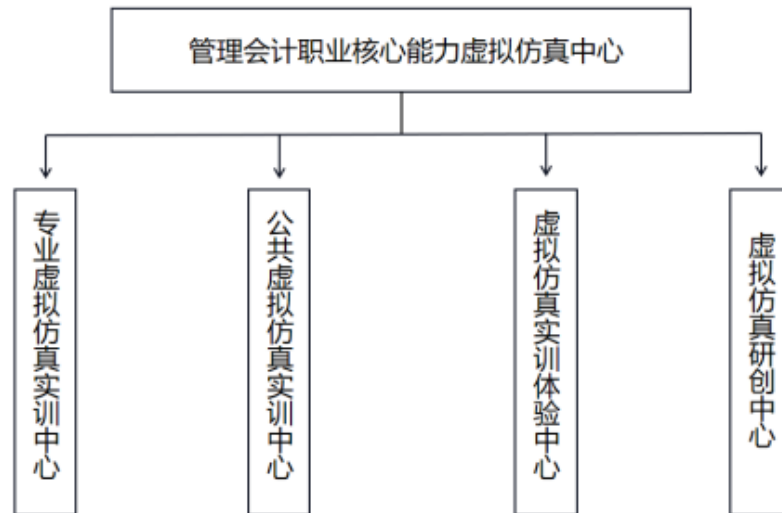 管理会计职业核心能力虚拟仿真中心
专业虚拟仿真实训中心
公共虚拟仿真实训中心
虚拟仿真实训体验中心
虚拟仿真研创中心